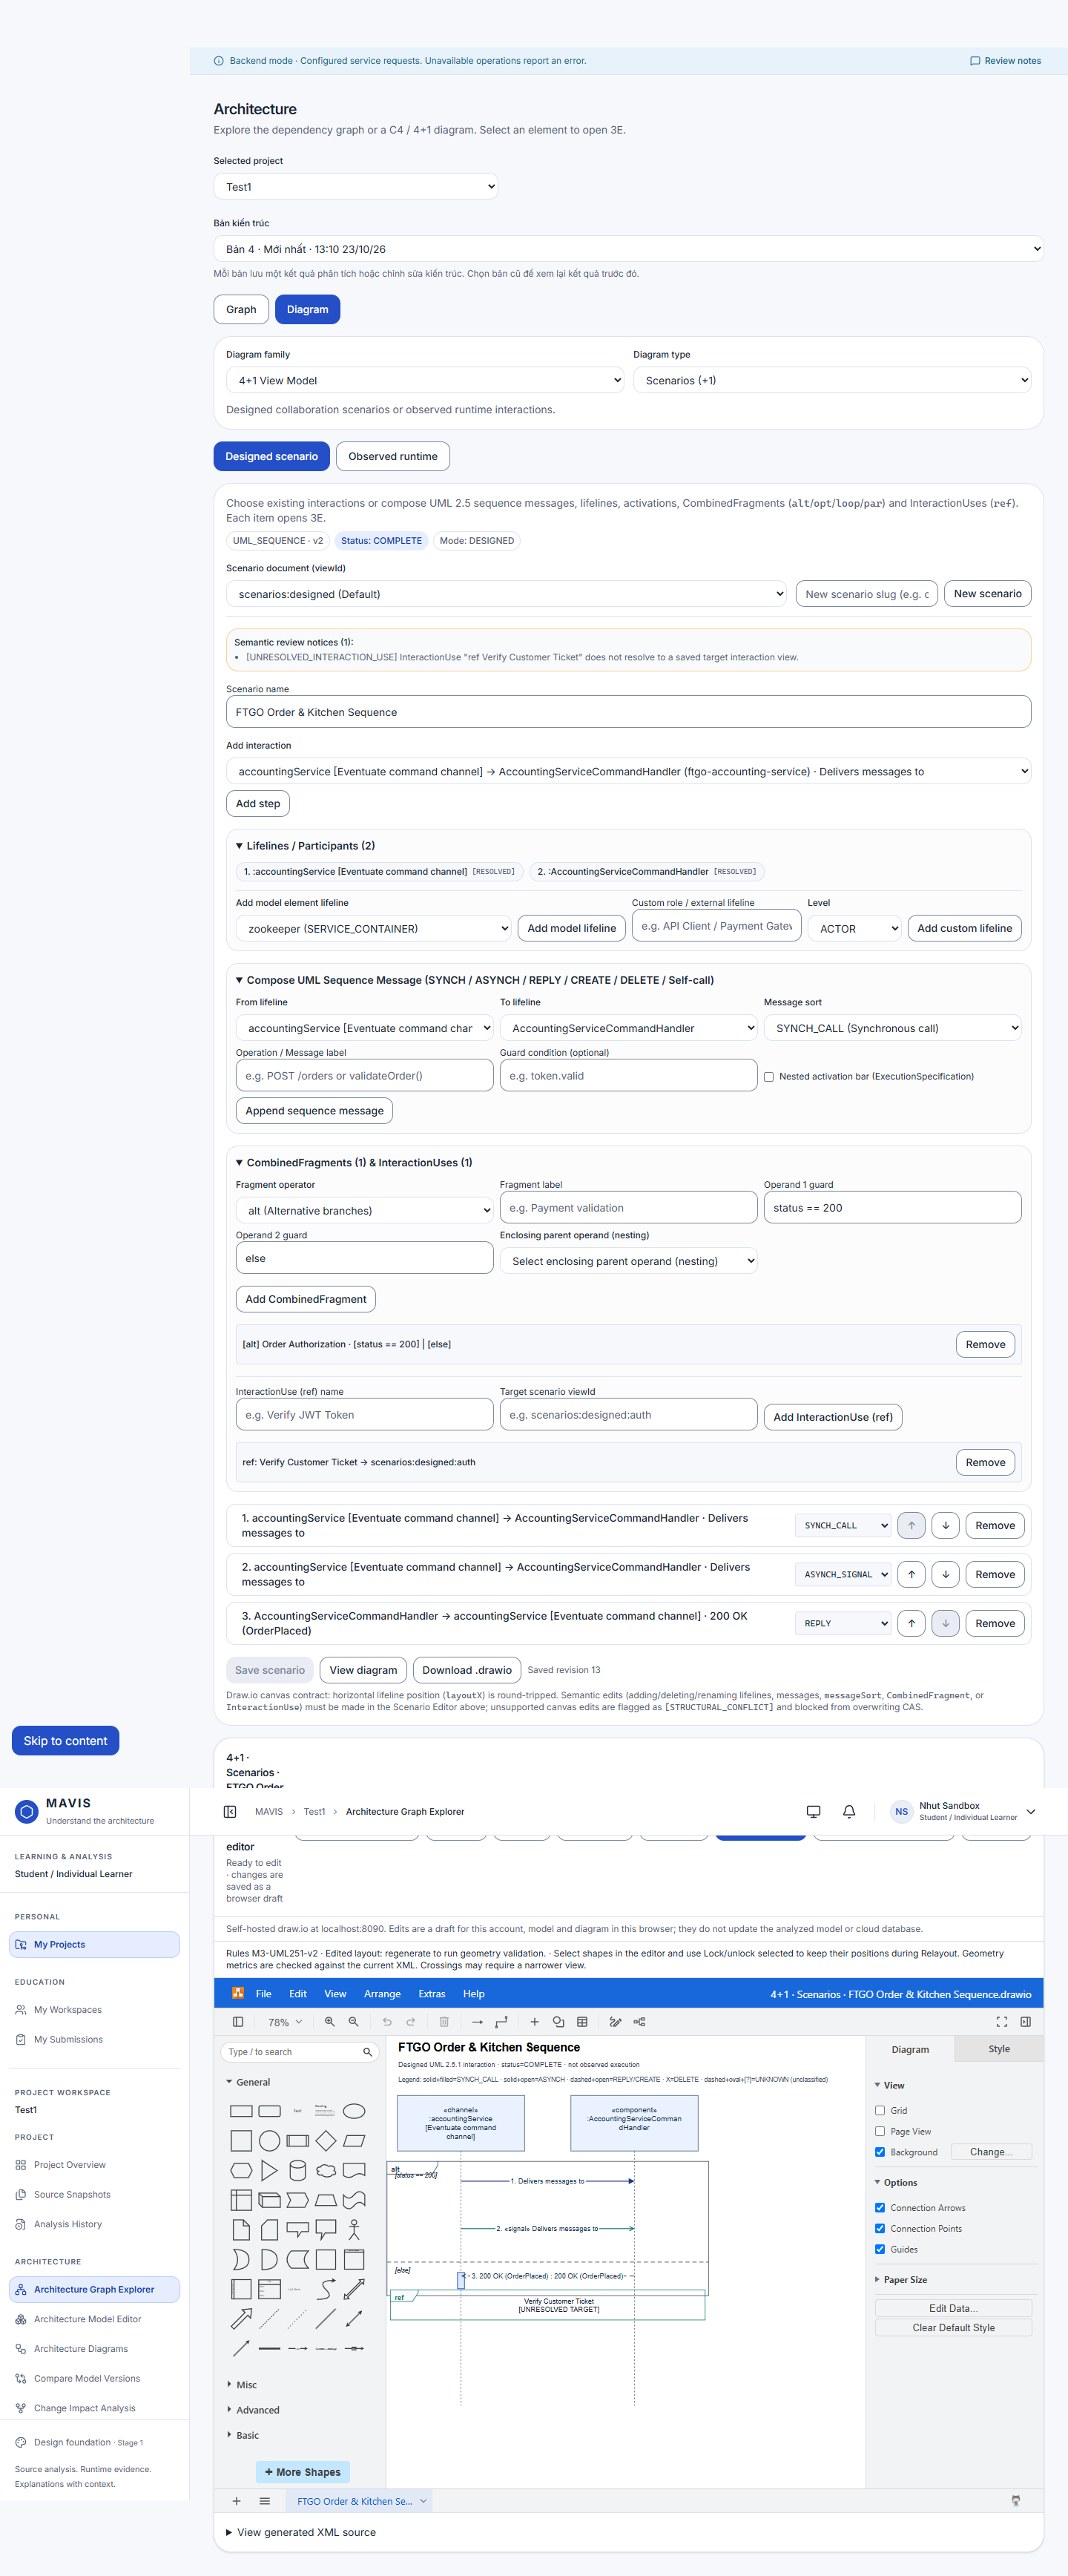 Backend mode · Configured service requests. Unavailable operations report an error.
Review notes
Architecture
Explore the dependency graph or a C4 / 4+1 diagram. Select an element to open 3E.
Selected project
Test1
Bản kiến trúc
Bản 4 · Mới nhất · 13:10 23/10/26
Mỗi bản lưu một kết quả phân tích hoặc chỉnh sửa kiến trúc. Chọn bản cũ để xem lại kết quả trước đó.
Graph
Diagram
Diagram family
Diagram type
4+1 View Model
Scenarios (+1)
Designed collaboration scenarios or observed runtime interactions.
Designed scenario
Observed runtime
Choose existing interactions or compose UML 2.5 sequence messages, lifelines, activations, CombinedFragments (alt/opt/loop/par) and InteractionUses (ref).
Each item opens 3E.
UML_SEQUENCE · v2
Status: COMPLETE
Mode: DESIGNED
Scenario document (viewId)
scenarios:designed (Default)
New scenario slug (e.g. c
New scenario
Semantic review notices (1):
• [UNRESOLVED_INTERACTION_USE] InteractionUse "ref Verify Customer Ticket" does not resolve to a saved target interaction view.
Scenario name
FTGO Order & Kitchen Sequence
Add interaction
accountingService [Eventuate command channel] → AccountingServiceCommandHandler (ftgo-accounting-service) · Delivers messages to
Add step
▼ Lifelines / Participants (2)
1. :accountingService [Eventuate command channel] [RESOLVED]
2. :AccountingServiceCommandHandler [RESOLVED]
Add model element lifeline
Custom role / external lifeline
Level
zookeeper (SERVICE_CONTAINER)
Add model lifeline
e.g. API Client / Payment Gatew
ACTOR
Add custom lifeline
▼ Compose UML Sequence Message (SYNCH / ASYNCH / REPLY / CREATE / DELETE / Self-call)
From lifeline
To lifeline
Message sort
accountingService [Eventuate command char
AccountingServiceCommandHandler
SYNCH_CALL (Synchronous call)
Operation / Message label
Guard condition (optional)
e.g. POST /orders or validateOrder()
e.g. token.valid
Nested activation bar (ExecutionSpecification)
Append sequence message
▼ CombinedFragments (1) & InteractionUses (1)
Fragment operator
Fragment label
Operand 1 guard
alt (Alternative branches)
e.g. Payment validation
status == 200
Operand 2 guard
Enclosing parent operand (nesting)
else
Select enclosing parent operand (nesting)
Add CombinedFragment
[alt] Order Authorization · [status == 200] | [else]
Remove
InteractionUse (ref) name
Target scenario viewId
e.g. Verify JWT Token
e.g. scenarios:designed:auth
Add InteractionUse (ref)
ref: Verify Customer Ticket → scenarios:designed:auth
Remove
1. accountingService [Eventuate command channel] → AccountingServiceCommandHandler · Delivers
messages to
SYNCH_CALL
↑
↓
Remove
2. accountingService [Eventuate command channel] → AccountingServiceCommandHandler · Delivers
messages to
ASYNCH_SIGNAL
↑
↓
Remove
3. AccountingServiceCommandHandler → accountingService [Eventuate command channel] · 200 OK
(OrderPlaced)
REPLY
↑
↓
Remove
Save scenario
View diagram
Download .drawio
Saved revision 13
Draw.io canvas contract: horizontal lifeline position (layoutX) is round-tripped. Semantic edits (adding/deleting/renaming lifelines, messages, messageSort, CombinedFragment, or
InteractionUse) must be made in the Scenario Editor above; unsupported canvas edits are flagged as [STRUCTURAL_CONFLICT] and blocked from overwriting CAS.
Skip to content
4+1 ·
Scenarios ·
FTGO Order
MAVIS
Understand the architecture
MAVIS > Test1 > Architecture Graph Explorer
NS
Nhut Sandbox
Student / Individual Learner
LEARNING & ANALYSIS
Student / Individual Learner
PERSONAL
My Projects
EDUCATION
My Workspaces
My Submissions
PROJECT WORKSPACE
Test1
PROJECT
Project Overview
Source Snapshots
Analysis History
ARCHITECTURE
Architecture Graph Explorer
Architecture Model Editor
Architecture Diagrams
Compare Model Versions
Change Impact Analysis
Design foundation · Stage 1
Source analysis. Runtime evidence.
Explanations with context.
editor
Ready to edit
· changes are
saved as a
browser draft
Self-hosted draw.io at localhost:8090. Edits are a draft for this account, model and diagram in this browser; they do not update the analyzed model or cloud database.
Rules M3-UML251-v2 · Edited layout: regenerate to run geometry validation. · Select shapes in the editor and use Lock/unlock selected to keep their positions during Relayout. Geometry
metrics are checked against the current XML. Crossings may require a narrower view.
File
Edit
View
Arrange
Extras
Help
4+1 · Scenarios · FTGO Order & Kitchen Sequence.drawio
78%
Type / to search
General
Misc
Advanced
Basic
+ More Shapes
FTGO Order & Kitchen Sequence
Designed UML 2.5.1 interaction · status=COMPLETE · not observed execution
Legend: solid+filled=SYNCH_CALL · solid+open=ASYNCH · dashed+open=REPLY/CREATE · X=DELETE · dashed+oval+[?]=UNKNOWN (unclassified)
«channel»
:accountingService
[Eventuate command
channel]
«component»
:AccountingServiceComman
dHandler
alt
[status == 200]
1. Delivers messages to
2. «signal» Delivers messages to
[else]
3. 200 OK (OrderPlaced) : 200 OK (OrderPlaced)
ref
Verify Customer Ticket
[UNRESOLVED TARGET]
Diagram
Style
View
Grid
Page View
Background
Change...
Options
Connection Arrows
Connection Points
Guides
Paper Size
Edit Data...
Clear Default Style
FTGO Order & Kitchen Se...
▶ View generated XML source